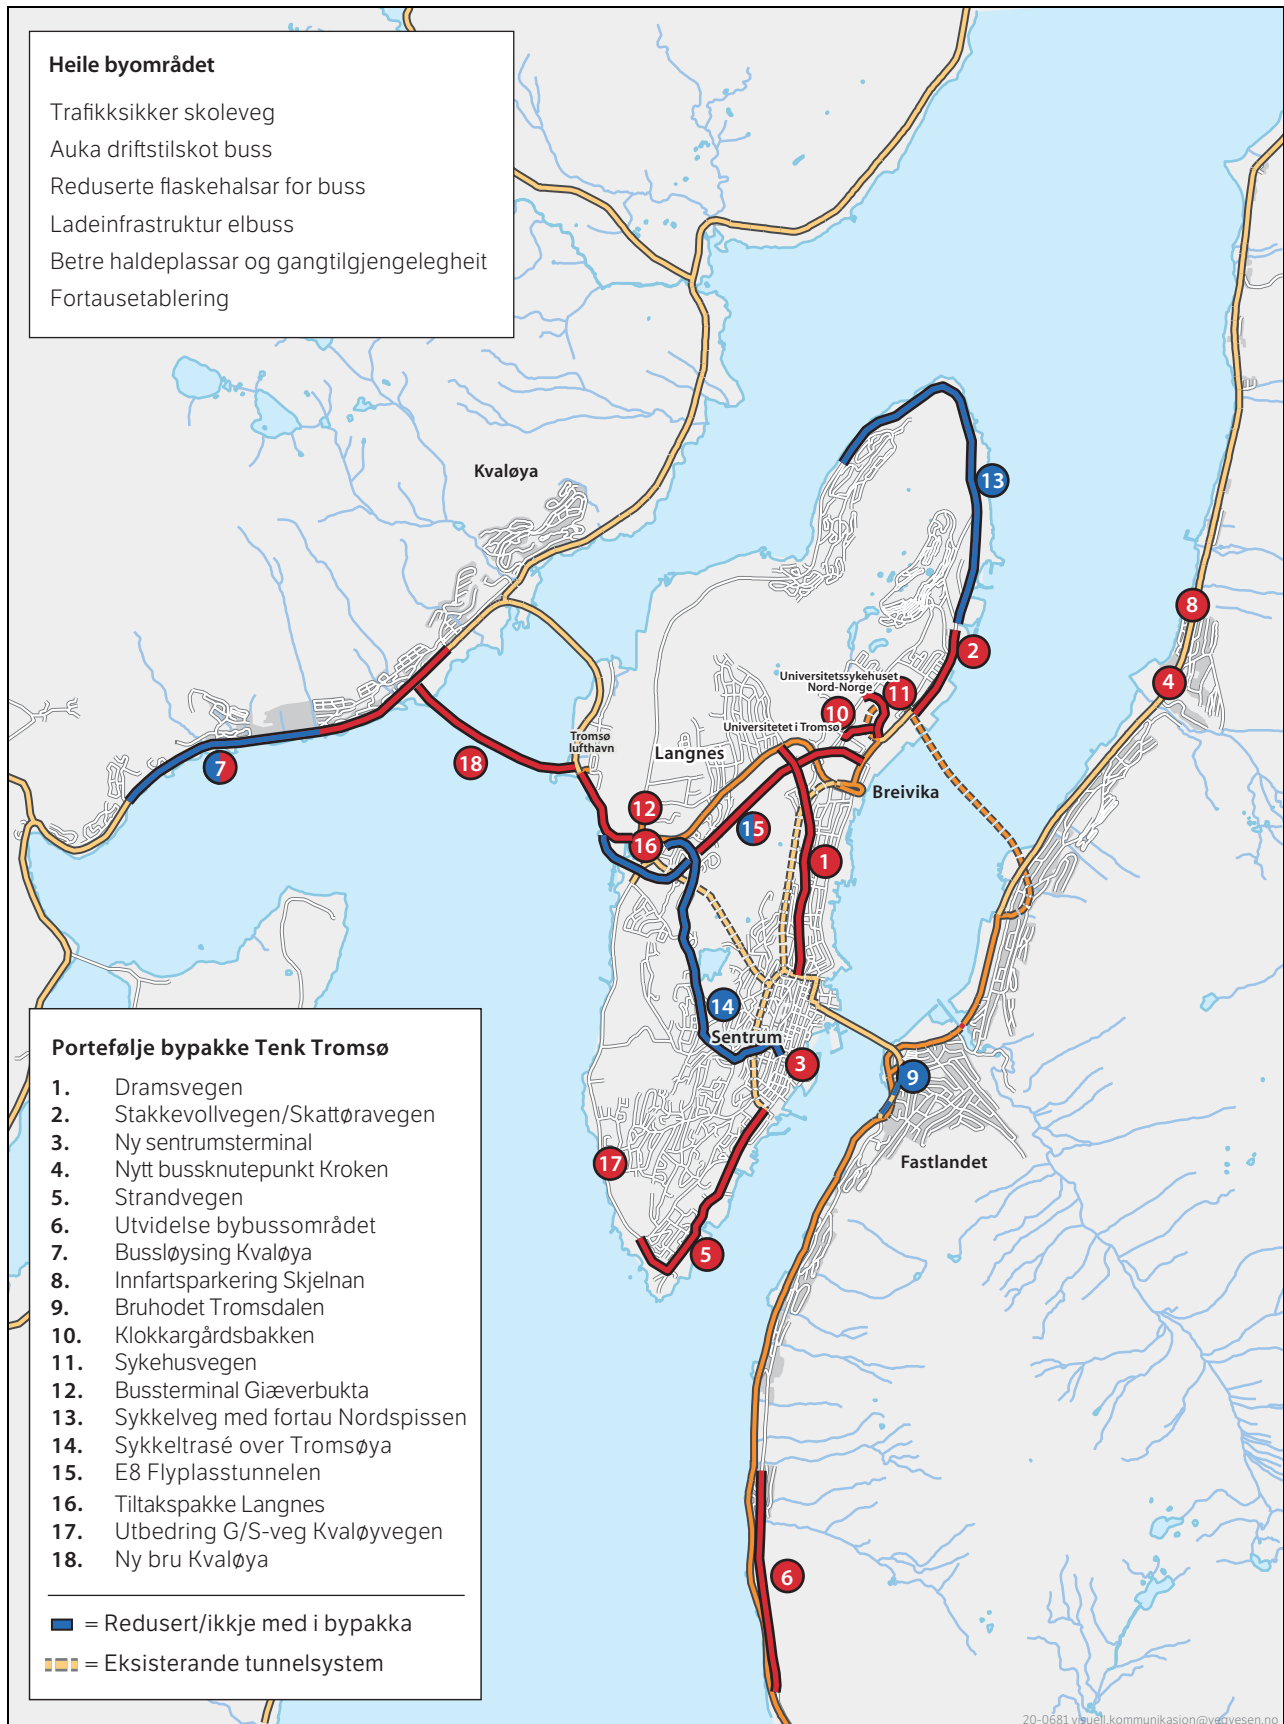 Heile byområdet
Trafikksikker skoleveg
Auka driftstilskot buss
Reduserte flaskehalsar for buss
Ladeinfrastruktur elbuss
Betre haldeplassar og gangtilgjengelegheit
Fortausetablering
Kvaløya
13
8
2
4
Universitetssykehuset
Nord-Norge
11
10
Universitetet i Tromsø
Tromsø
lufthavn
Langnes
18
7
Breivika
12
15
16
1
14
Sentrum
3
9
Fastlandet
17
5
6
Portefølje bypakke Tenk Tromsø
1. Dramsvegen
2. Stakkevollvegen/Skattøravegen
3. Ny sentrumsterminal
4. Nytt bussknutepunkt Kroken
5. Strandvegen
6. Utvidelse bybussområdet
7. Bussløysing Kvaløya
8. Innfartsparkering Skjelnan
9. Bruhodet Tromsdalen
10. Klokkargårdsbakken
11. Sykehusvegen
12. Bussterminal Giæverbukta
13. Sykkelveg med fortau Nordspissen
14. Sykkeltrasé over Tromsøya
15. E8 Flyplasstunnelen
16. Tiltakspakke Langnes
17. Utbedring G/S-veg Kvaløyvegen
18. Ny bru Kvaløya
= Redusert/ikkje med i bypakka
= Eksisterande tunnelsystem
20-0681 visuell.kommunikasjon@vegvesen.no